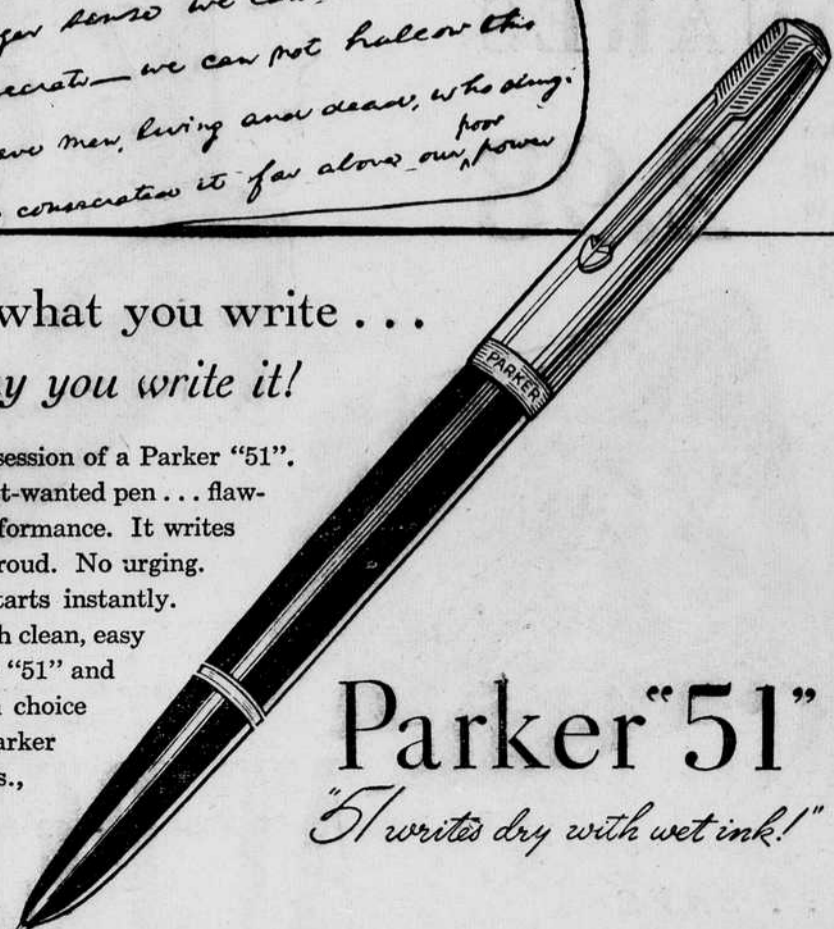 ger sense we can
ecrate— we can not hallow this
ave men, living and dead, who strug-
poor
consecrated it far above our ‸ power
what you write . . .
y you write it!
session of a Parker “51”.
t-wanted pen . . . flaw-
formance. It writes
roud. No urging.
tarts instantly.
h clean, easy
“51” and
choice
arker
s.,
PARKER
Parker “51”
“51 writes dry with wet ink!”